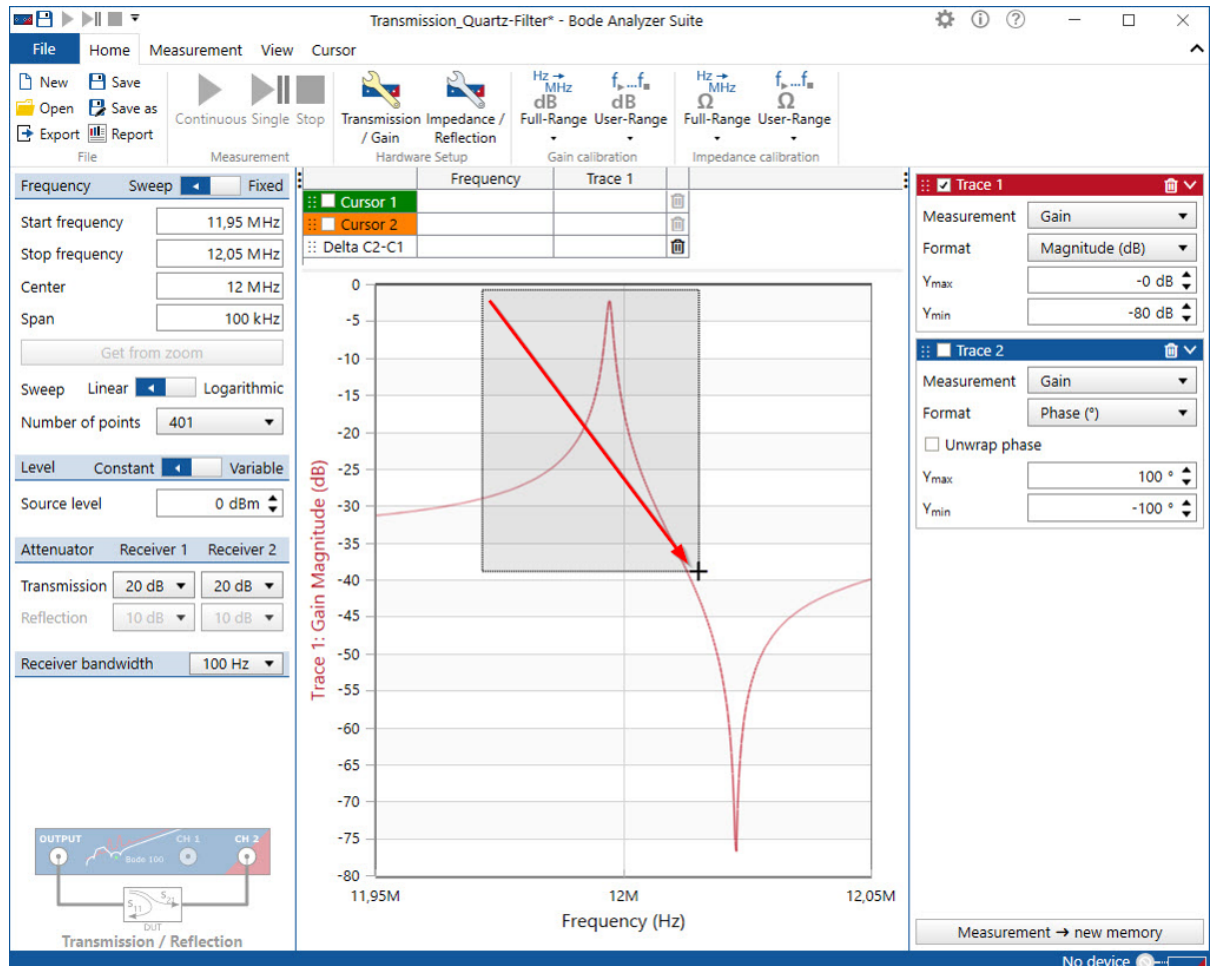 Transmission_Quartz-Filter* - Bode Analyzer Suite
File Home Measurement View Cursor
New Save
Open Save as
Export Report
File
Continuous Single Stop
Measurement
Transmission / Gain
Impedance / Reflection
Hardware Setup
Hz MHz dB
Full-Range
f▶...f■ dB
User-Range
Gain calibration
Hz MHz Ω
Full-Range
f▶...f■ Ω
User-Range
Impedance calibration
Frequency Sweep Fixed
Start frequency 11,95 MHz
Stop frequency 12,05 MHz
Center 12 MHz
Span 100 kHz
Get from zoom
Sweep Linear Logarithmic
Number of points 401
Level Constant Variable
Source level 0 dBm
Attenuator Receiver 1 Receiver 2
Transmission 20 dB 20 dB
Reflection 10 dB 10 dB
Receiver bandwidth 100 Hz
OUTPUT CH 1 CH 2
Bode 100
S11 S21
DUT
Transmission / Reflection
Frequency Trace 1
Cursor 1
Cursor 2
Delta C2-C1
0
-5
-10
-15
-20
-25
-30
-35
-40
-45
-50
-55
-60
-65
-70
-75
-80
Trace 1: Gain Magnitude (dB)
11,95M 12M 12,05M
Frequency (Hz)
Trace 1
Measurement Gain
Format Magnitude (dB)
Ymax -0 dB
Ymin -80 dB
Trace 2
Measurement Gain
Format Phase (°)
Unwrap phase
Ymax 100 °
Ymin -100 °
Measurement → new memory
No device